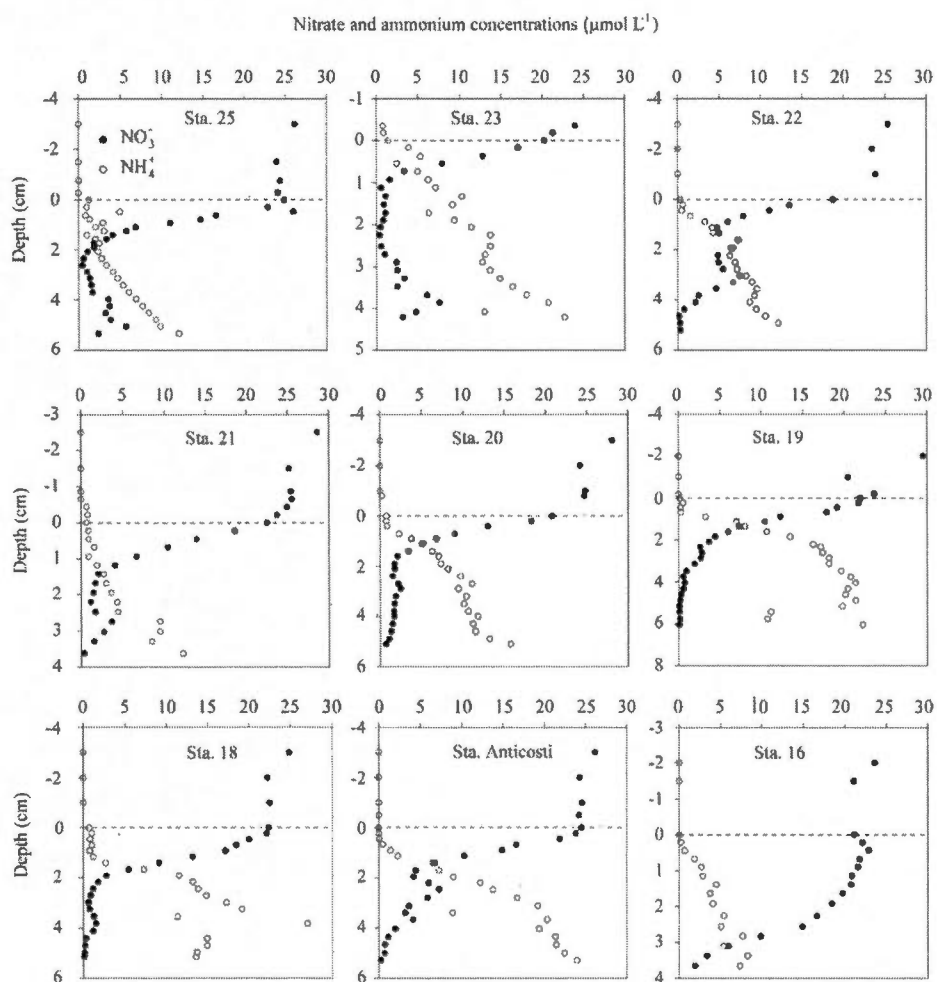 Nitrate and ammonium concentrations (µmol L⁻¹)
0 5 10 15 20 25 30 0 5 10 15 20 25 30 0 5 10 15 20 25 30
-4 -1 -4
Sta. 25 Sta. 23 Sta. 22
NO₃⁻
-2 0 -2
NH₄⁺
0 1 0
Depth (cm)
2 2 2
3
4 4 4
6 5 6
0 5 10 15 20 25 30 0 5 10 15 20 25 30 0 5 10 15 20 25 30
-3 -4 -4
Sta. 21 Sta. 20 Sta. 19
-2 -2 -2
-1
0 0 0
Depth (cm)
1 2
2 2 4
3 4 6
4 6 8
0 5 10 15 20 25 30 0 5 10 15 20 25 30 0 5 10 15 20 25 30
-4 -4 -3
Sta. 18 Sta. Anticosti Sta. 16
-2 -2 -2
-1
0 0 0
Depth (cm)
2 2 1
2
4 4 3
6 6 4